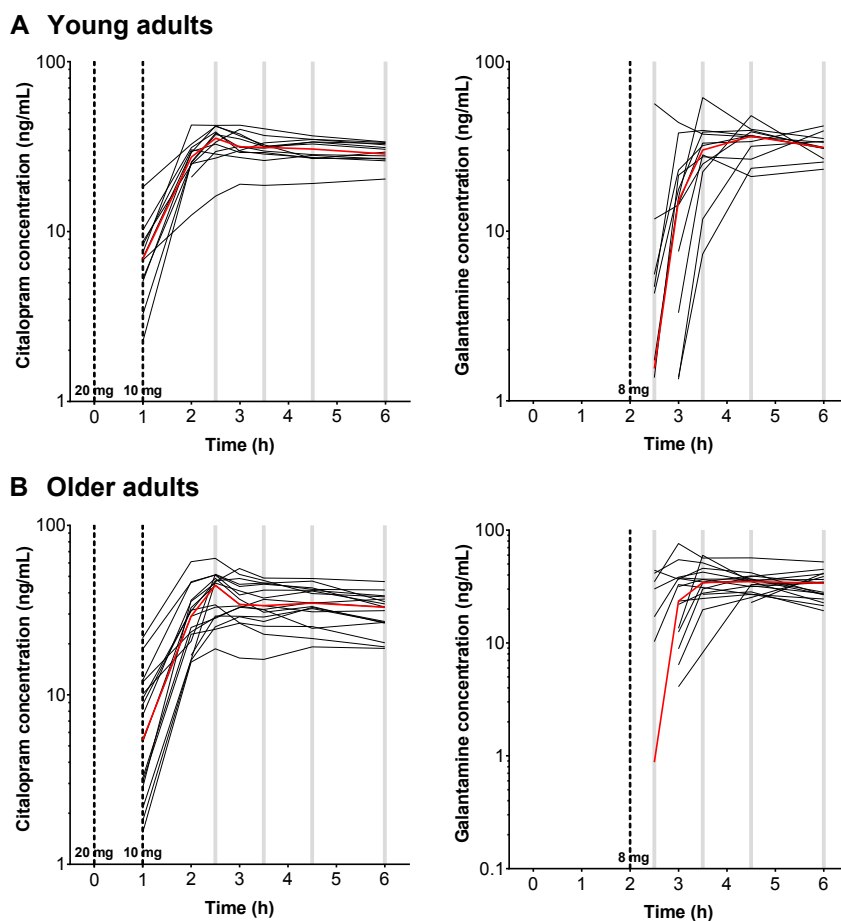 A Young adults
Citalopram concentration (ng/mL)
100
10
1
20 mg 10 mg
0 1 2 3 4 5 6
Time (h)
Galantamine concentration (ng/mL)
100
10
1
8 mg
0 1 2 3 4 5 6
Time (h)
B Older adults
Citalopram concentration (ng/mL)
100
10
1
20 mg 10 mg
0 1 2 3 4 5 6
Time (h)
Galantamine concentration (ng/mL)
100
10
1
0.1
8 mg
0 1 2 3 4 5 6
Time (h)